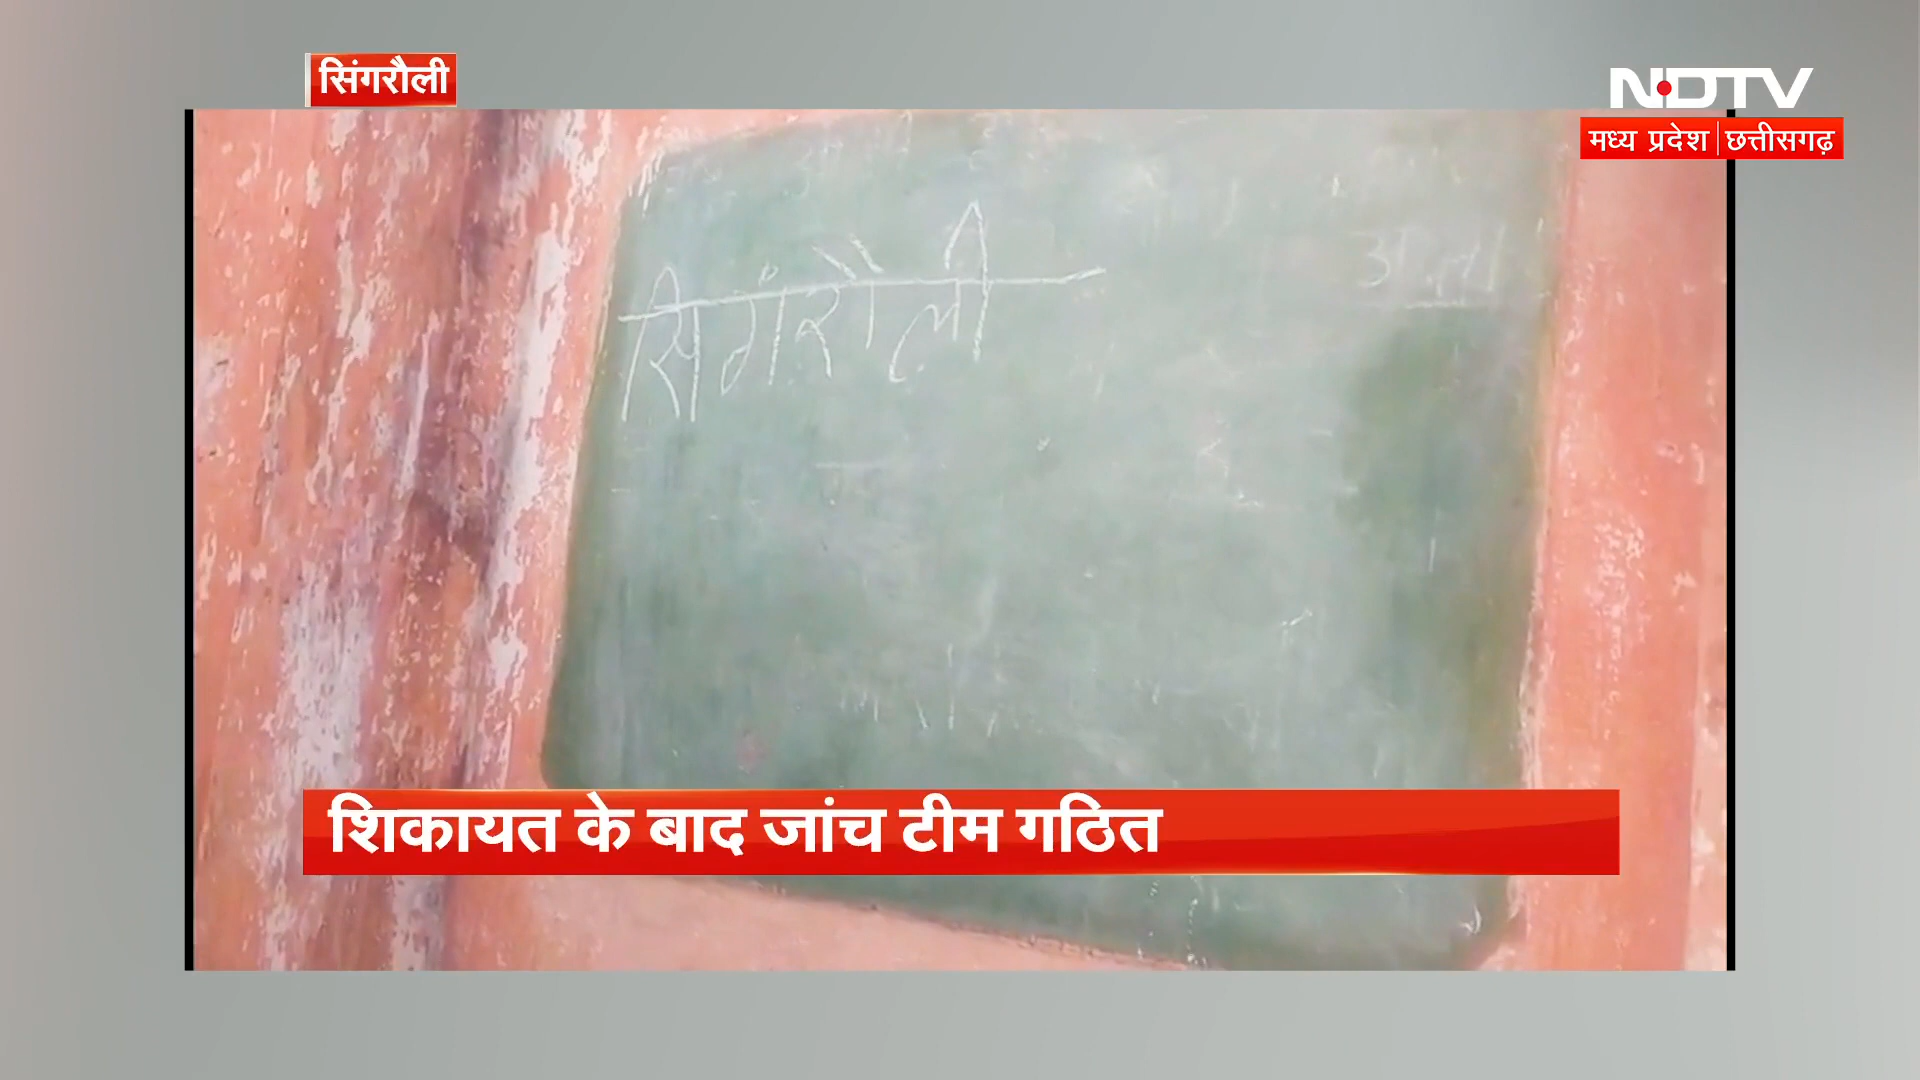 सिंगरौली
NDTV
मध्य प्रदेश | छत्तीसगढ़
सिंगरौली
शिकायत के बाद जांच टीम गठित